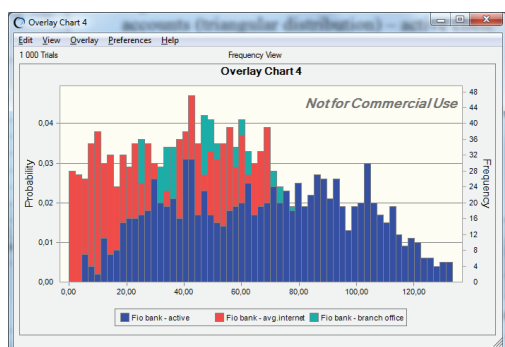 accounts (triangular distribution) – active client
Overlay Chart 4
Edit View Overlay Preferences Help
1 000 Trials
Frequency View
Overlay Chart 4
Not for Commercial Use
Probability
0,04
0,03
0,02
0,01
0,00
48
44
40
36
32
28
24
20
16
12
8
4
0
Frequency
0,00 20,00 40,00 60,00 80,00 100,00 120,00
Fio bank - active Fio bank - avg.internet Fio bank - branch office